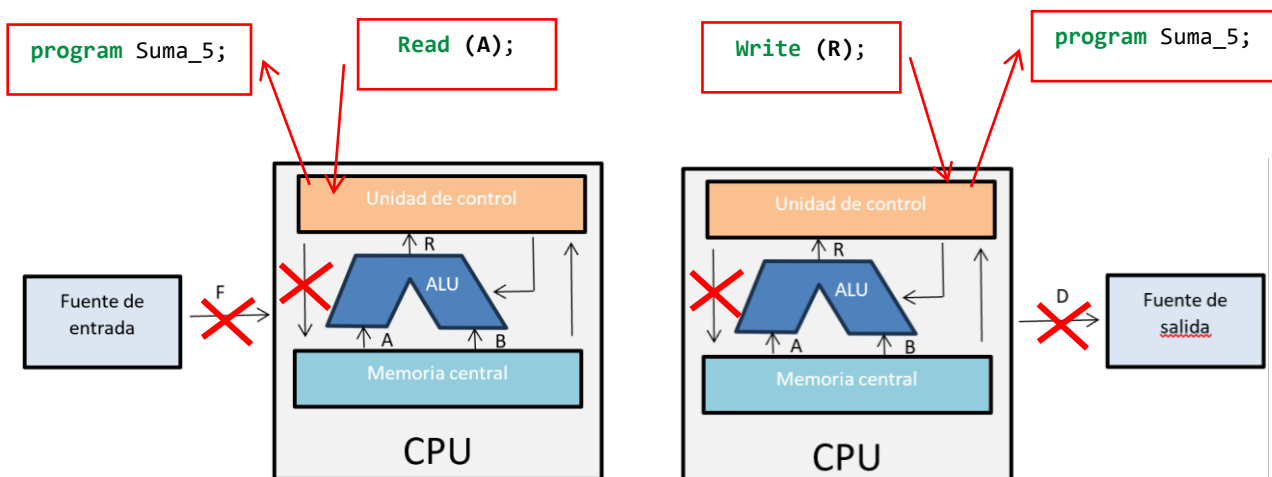 program Suma_5;
Read (A);
Write (R);
program Suma_5;
Unidad de control
R
ALU
A
B
Memoria central
CPU
Fuente de
entrada
F
Unidad de control
R
ALU
A
B
Memoria central
CPU
D
Fuente de
salida